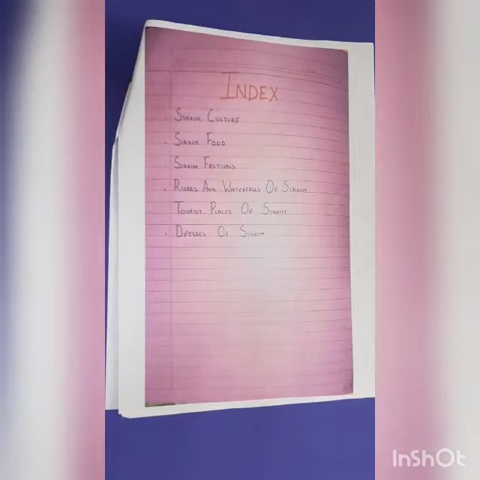 INDEX
SIKKIM CULTURE
SIKKIM FOOD
SIKKIM FESTIVALS
RIVERS AND WATERFALLS OF SIKKIM
TOURIST PLACES OF SIKKIM
DRESSES OF SIKKIM
INSHOT